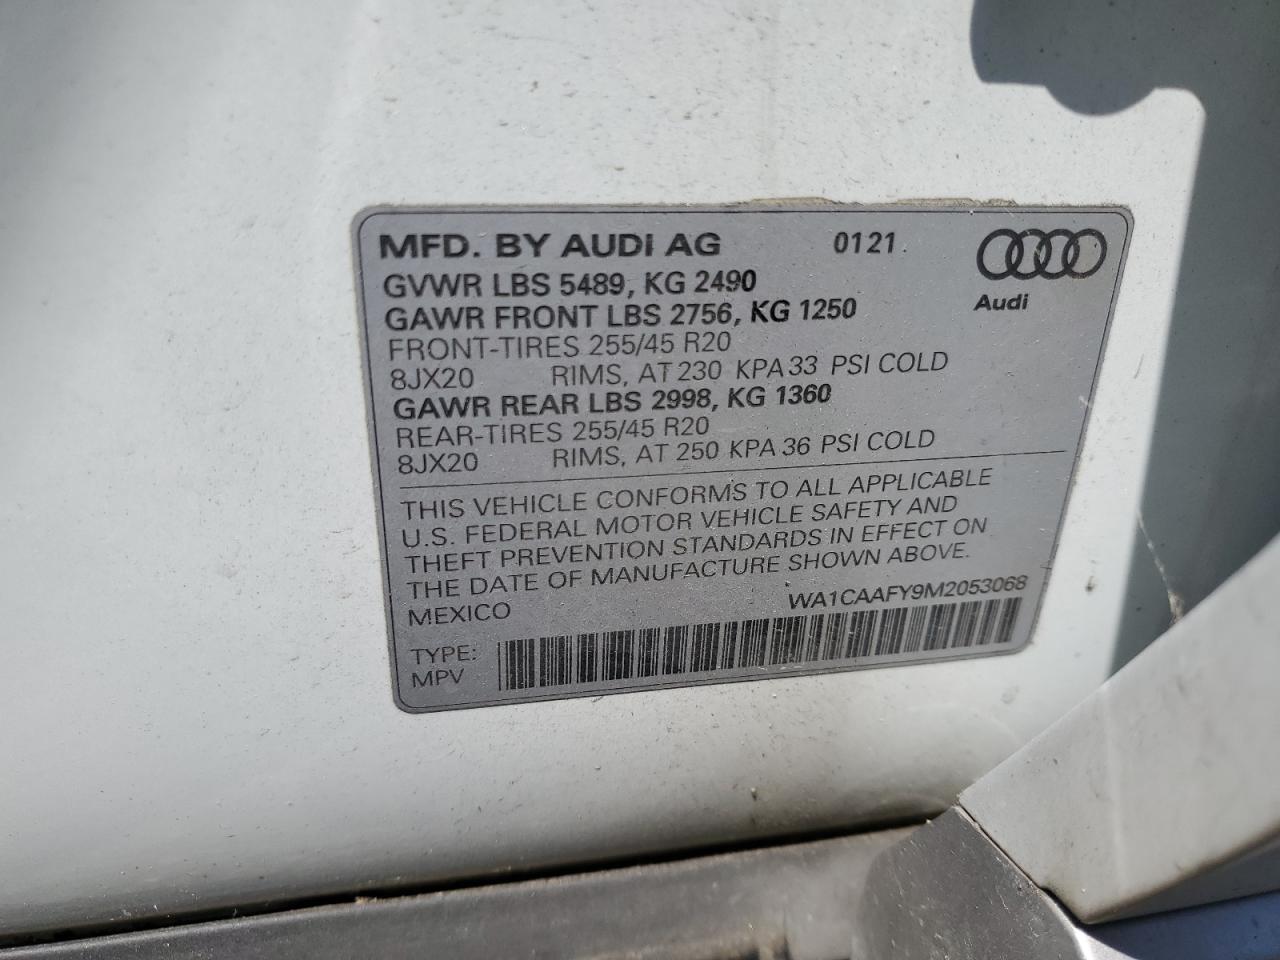 MFD. BY AUDI AG 0121
GVWR LBS 5489, KG 2490
GAWR FRONT LBS 2756, KG 1250
FRONT-TIRES 255/45 R20
8JX20 RIMS, AT 230 KPA 33 PSI COLD
GAWR REAR LBS 2998, KG 1360
REAR-TIRES 255/45 R20
8JX20 RIMS, AT 250 KPA 36 PSI COLD
Audi
THIS VEHICLE CONFORMS TO ALL APPLICABLE
U.S. FEDERAL MOTOR VEHICLE SAFETY AND
THEFT PREVENTION STANDARDS IN EFFECT ON
THE DATE OF MANUFACTURE SHOWN ABOVE.
MEXICO WA1CAAFY9M2053068
TYPE:
MPV